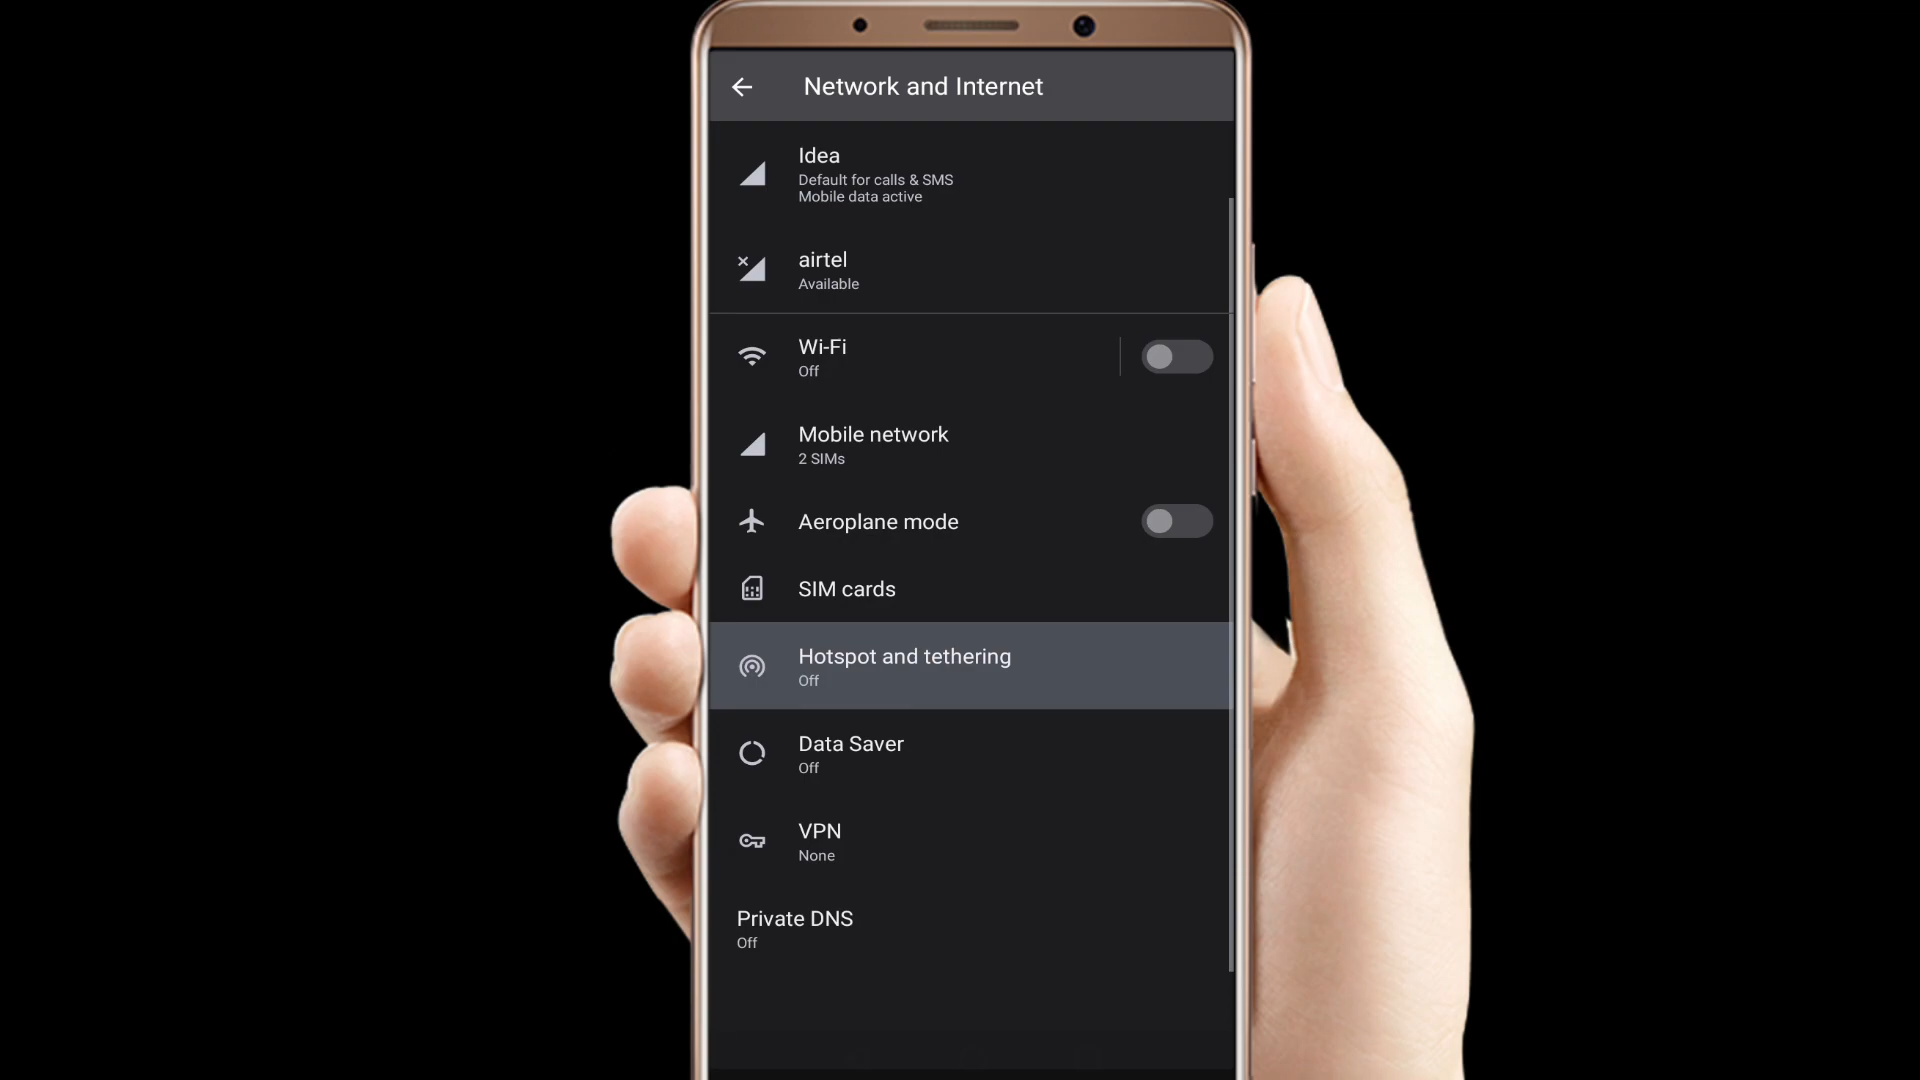 Network and Internet
Idea
Default for calls & SMS
Mobile data active
airtel
Available
Wi-Fi
Off
Mobile network
2 SIMs
Aeroplane mode
SIM cards
Hotspot and tethering
Off
Data Saver
Off
VPN
None
Private DNS
Off